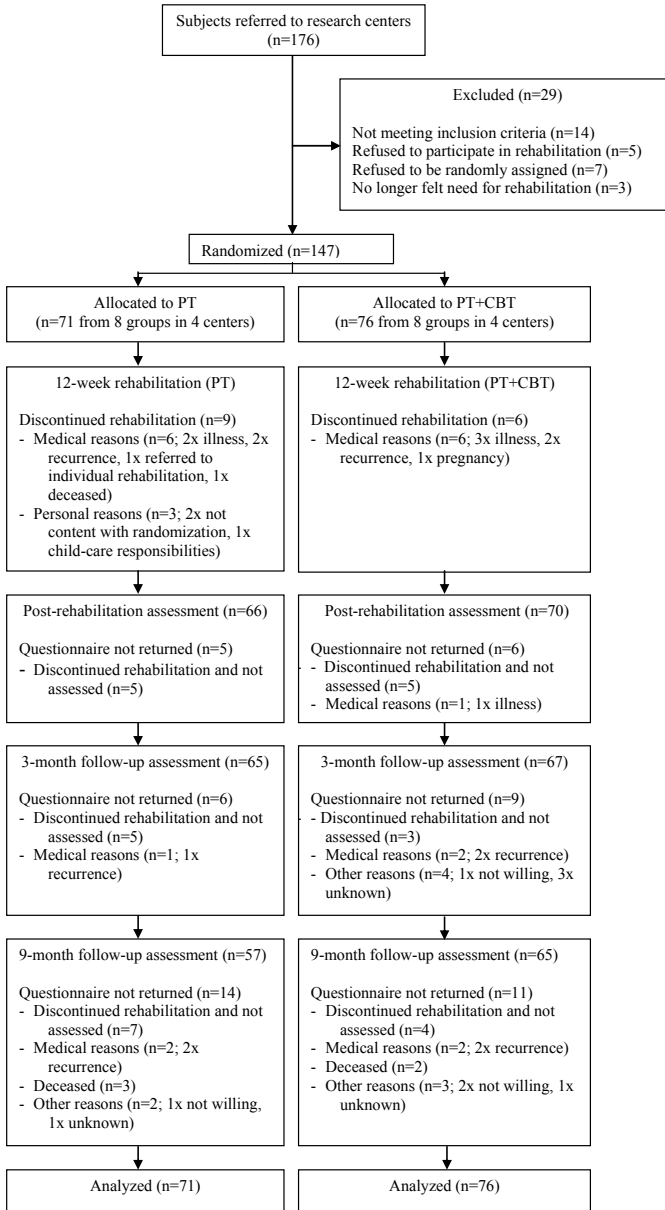 Subjects referred to research centers
(n=176)
Excluded (n=29)
Not meeting inclusion criteria (n=14)
Refused to participate in rehabilitation (n=5)
Refused to be randomly assigned (n=7)
No longer felt need for rehabilitation (n=3)
Randomized (n=147)
Allocated to PT
(n=71 from 8 groups in 4 centers)
Allocated to PT+CBT
(n=76 from 8 groups in 4 centers)
12-week rehabilitation (PT)
Discontinued rehabilitation (n=9)
- Medical reasons (n=6; 2x illness, 2x
recurrence, 1x referred to
individual rehabilitation, 1x
deceased)
- Personal reasons (n=3; 2x not
content with randomization, 1x
child-care responsibilities)
12-week rehabilitation (PT+CBT)
Discontinued rehabilitation (n=6)
- Medical reasons (n=6; 3x illness, 2x
recurrence, 1x pregnancy)
Post-rehabilitation assessment (n=66)
Questionnaire not returned (n=5)
- Discontinued rehabilitation and not
assessed (n=5)
Post-rehabilitation assessment (n=70)
Questionnaire not returned (n=6)
- Discontinued rehabilitation and not
assessed (n=5)
- Medical reasons (n=1; 1x illness)
3-month follow-up assessment (n=65)
Questionnaire not returned (n=6)
- Discontinued rehabilitation and not
assessed (n=5)
- Medical reasons (n=1; 1x
recurrence)
3-month follow-up assessment (n=67)
Questionnaire not returned (n=9)
- Discontinued rehabilitation and not
assessed (n=3)
- Medical reasons (n=2; 2x recurrence)
- Other reasons (n=4; 1x not willing, 3x
unknown)
9-month follow-up assessment (n=57)
Questionnaire not returned (n=14)
- Discontinued rehabilitation and not
assessed (n=7)
- Medical reasons (n=2; 2x
recurrence)
- Deceased (n=3)
- Other reasons (n=2; 1x not willing,
1x unknown)
9-month follow-up assessment (n=65)
Questionnaire not returned (n=11)
- Discontinued rehabilitation and not
assessed (n=4)
- Medical reasons (n=2; 2x recurrence)
- Deceased (n=2)
- Other reasons (n=3; 2x not willing, 1x
unknown)
Analyzed (n=71)
Analyzed (n=76)